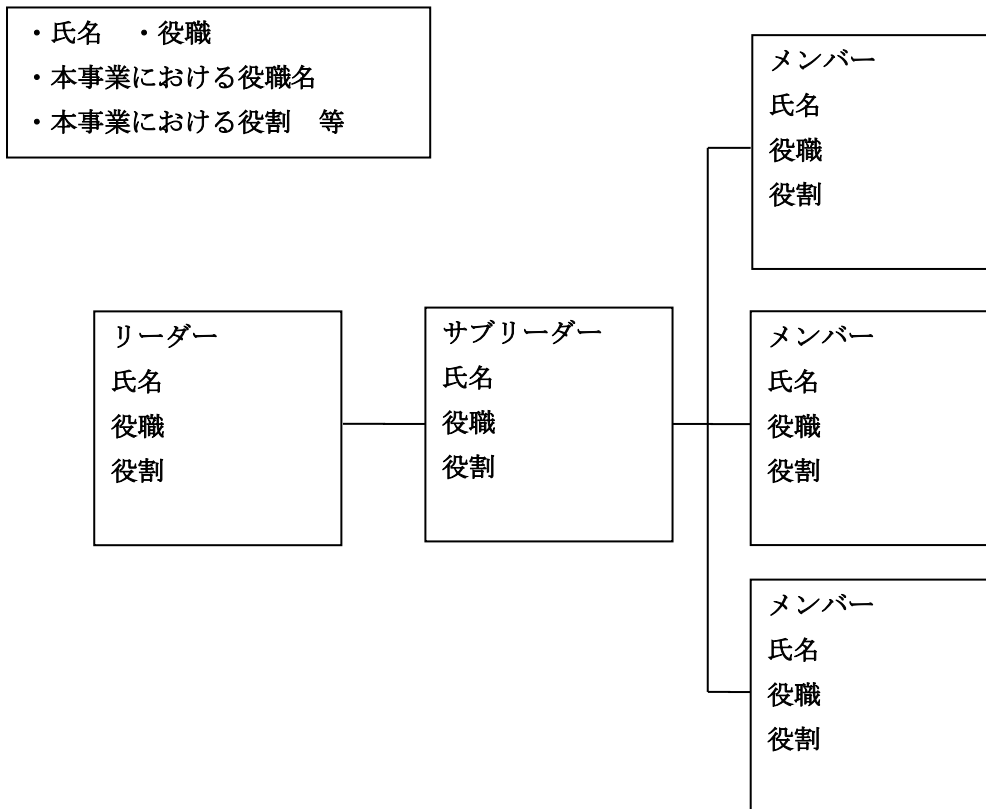 ・氏名　・役職
・本事業における役職名
・本事業における役割　等
リーダー
氏名
役職
役割
サブリーダー
氏名
役職
役割
メンバー
氏名
役職
役割
メンバー
氏名
役職
役割
メンバー
氏名
役職
役割